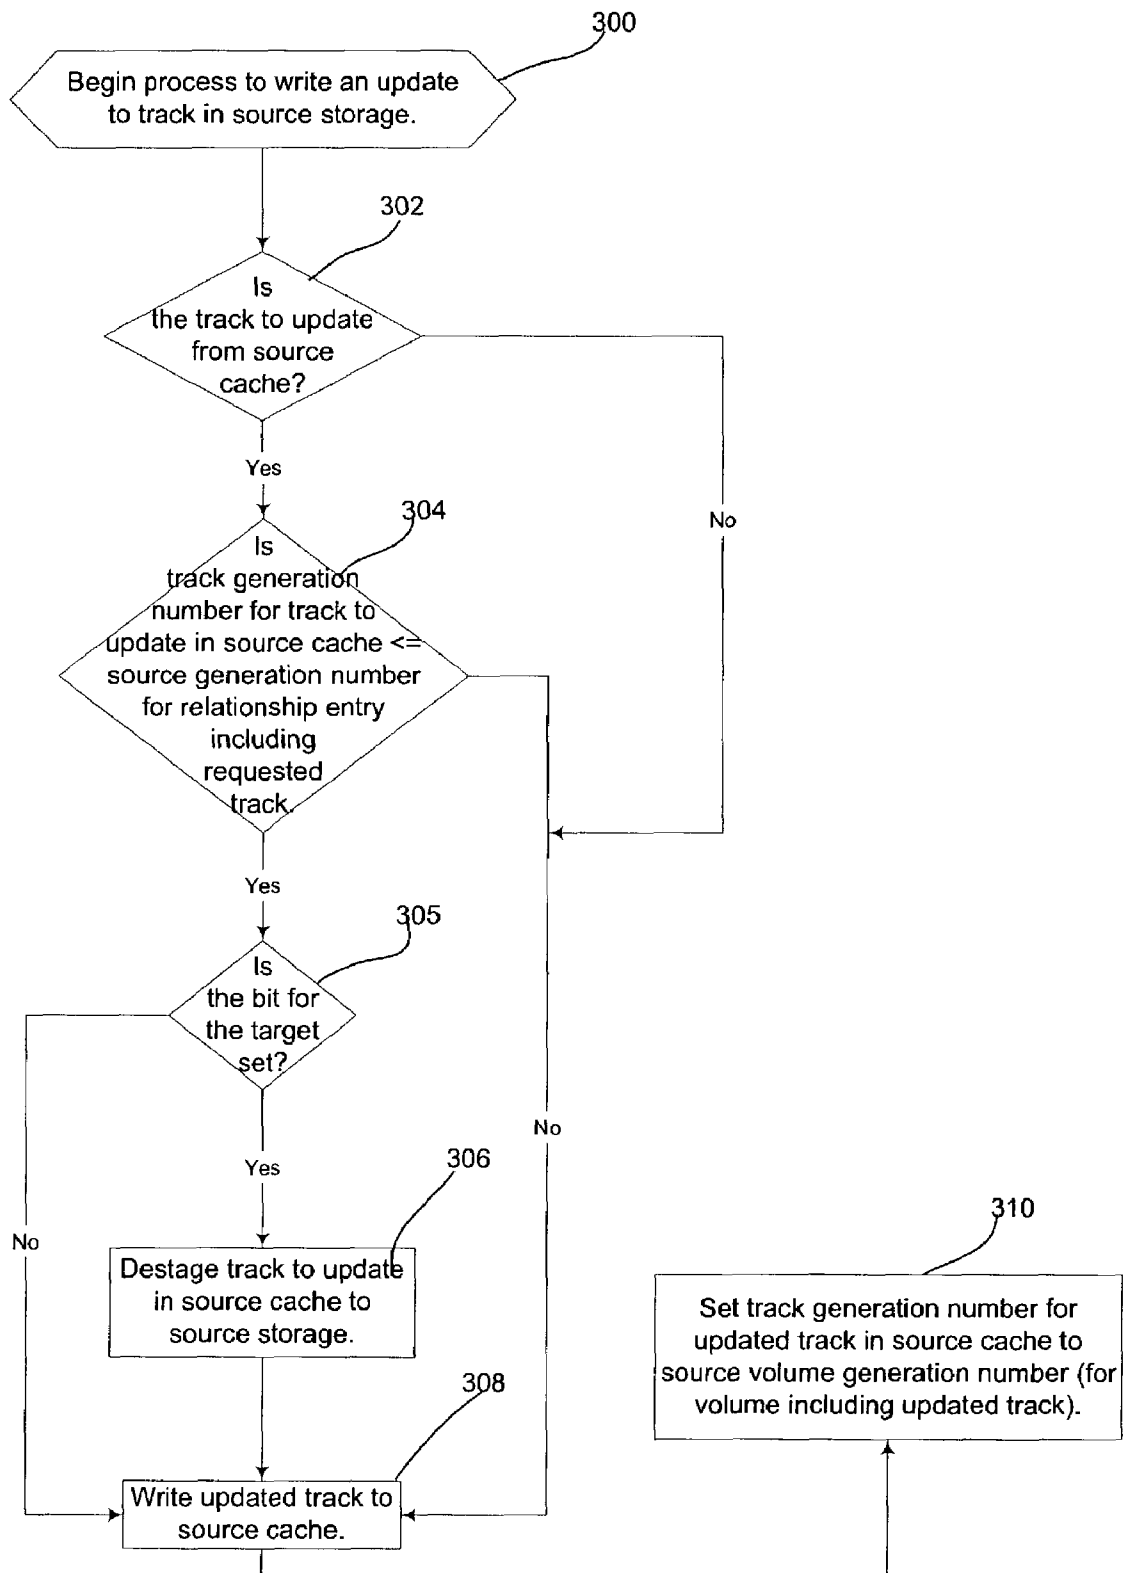 300
Begin process to write an update
to track in source storage.
302
Is
the track to update
from source
cache?
Yes
No
304
Is
track generation
number for track to
update in source cache <=
source generation number
for relationship entry
including
requested
track.
Yes
305
Is
the bit for
the target
set?
No
Yes
No
306
Destage track to update
in source cache to
source storage.
308
Write updated track to
source cache.
310
Set track generation number for
updated track in source cache to
source volume generation number (for
volume including updated track).